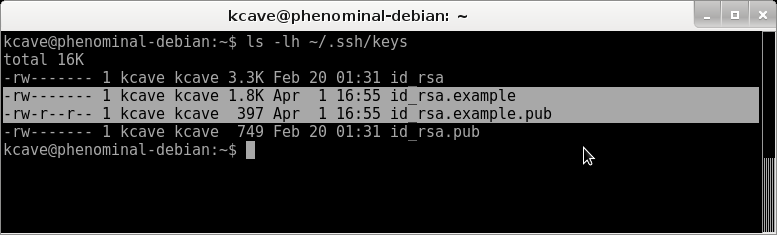 kcave@phenominal-debian: ~
kcave@phenominal-debian:~$ ls -lh ~/.ssh/keys
total 16K
-rw------- 1 kcave kcave 3.3K Feb 20 01:31 id_rsa
-rw------- 1 kcave kcave 1.8K Apr  1 16:55 id_rsa.example
-rw-r--r-- 1 kcave kcave  397 Apr  1 16:55 id_rsa.example.pub
-rw------- 1 kcave kcave  749 Feb 20 01:31 id_rsa.pub
kcave@phenominal-debian:~$